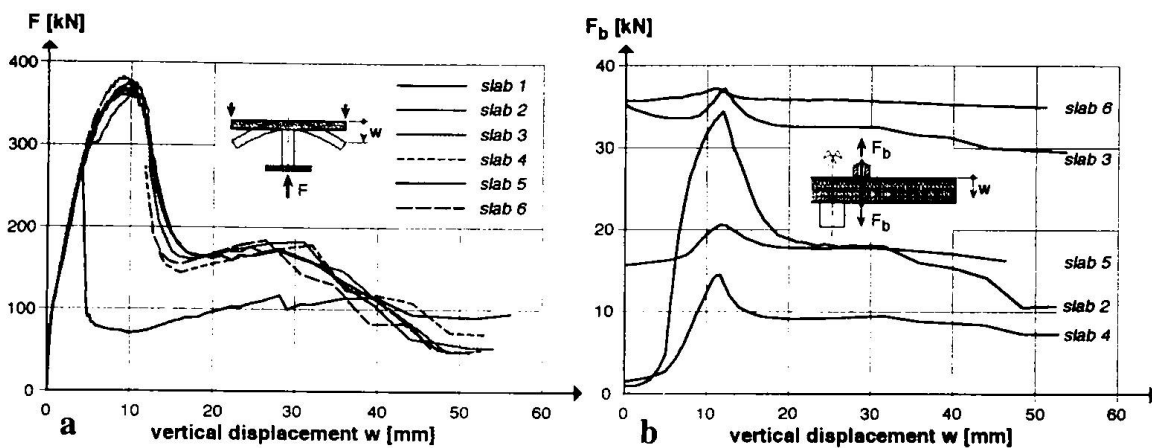 F [kN]
400
300
200
100
0
0
10
20
30
40
50
60
slab 1
slab 2
slab 3
slab 4
slab 5
slab 6
w
F
a
vertical displacement w [mm]
F_b [kN]
40
30
20
10
0
0
10
20
30
40
50
60
slab 6
slab 3
slab 5
slab 2
slab 4
F_b
w
F_b
b
vertical displacement w [mm]